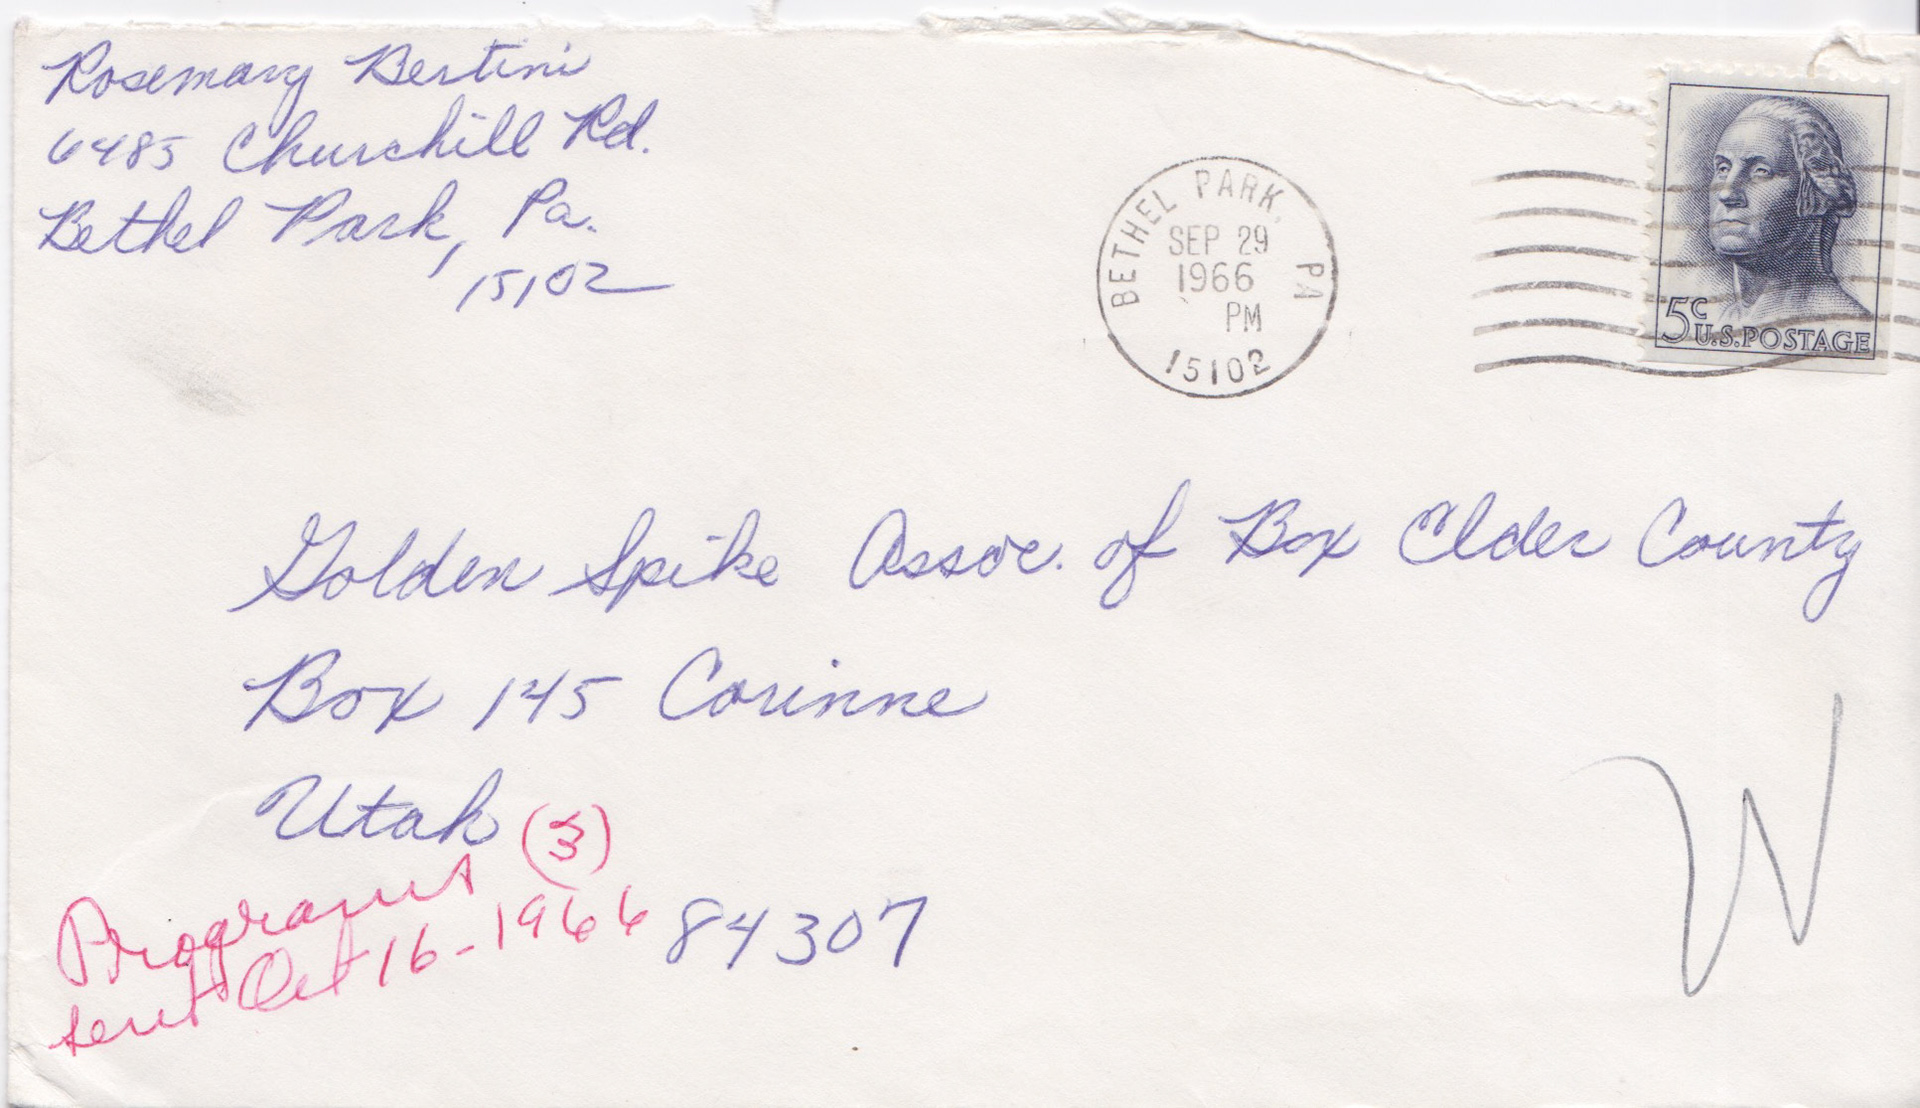 Rosemary Bertini
6485 Churchill Rd.
Bethel Park, Pa.
15102
BETHEL PARK, PA
SEP 29
1966
PM
15102
5c
U.S. POSTAGE
Golden Spike Assoc. of Box Elder County
Box 145 Corinne
Utah
84307
Programs (3)
sent Oct 16-1966
W